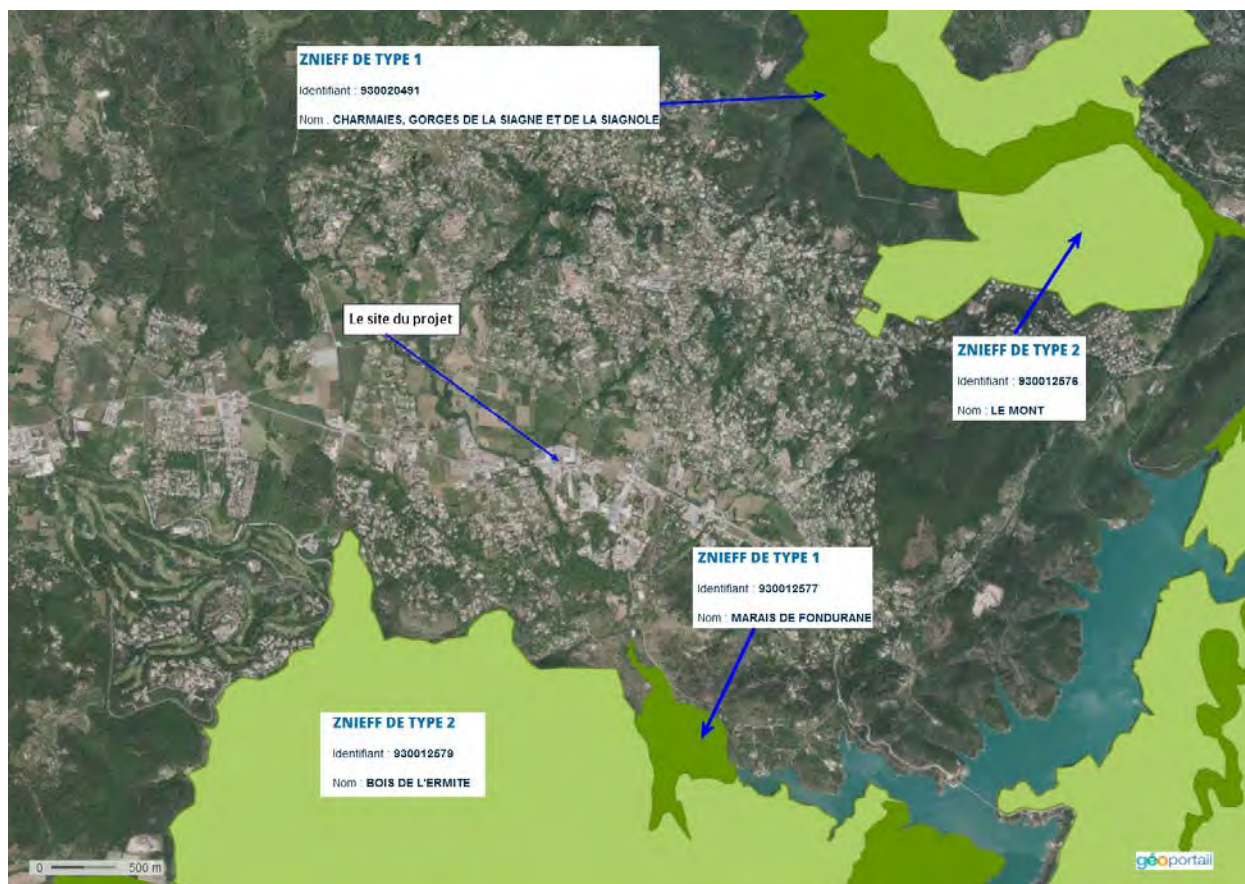 ZNIEFF DE TYPE 1
Identifiant : 930020491
Nom : CHARMAIES, GORGES DE LA SIAGNE ET DE LA SIAGNOLE
Le site du projet
ZNIEFF DE TYPE 2
Identifiant : 930012576
Nom : LE MONT
ZNIEFF DE TYPE 1
Identifiant : 930012577
Nom : MARAIS DE FONDURANE
ZNIEFF DE TYPE 2
Identifiant : 930012579
Nom : BOIS DE L'ERMITE
0 500 m
géoportail